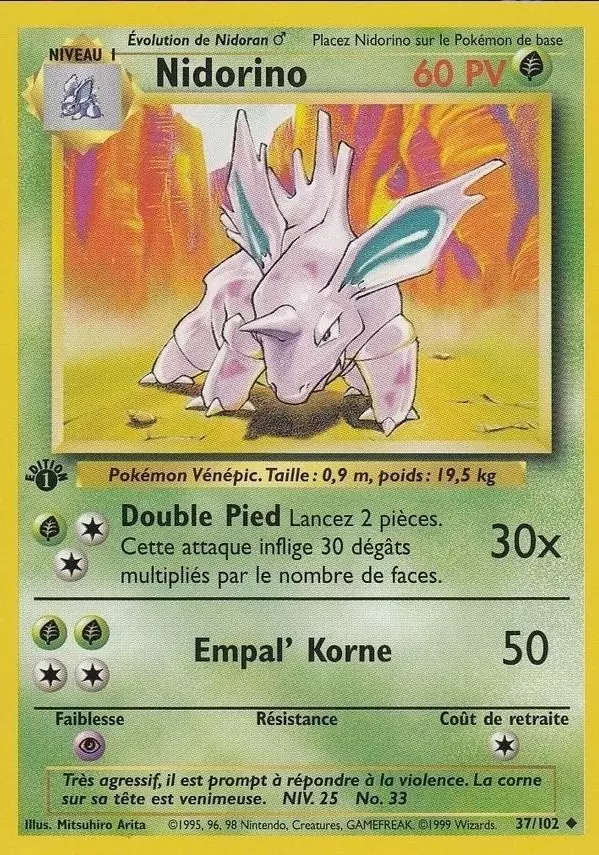 Évolution de Nidoran ♂ Placez Nidorino sur le Pokémon de base
NIVEAU I
Nidorino 60 PV
EDITION
1
Pokémon Vénépic. Taille : 0,9 m, poids : 19,5 kg
Double Pied Lancez 2 pièces.
Cette attaque inflige 30 dégâts
multipliés par le nombre de faces.
30x
Empal' Korne 50
Faiblesse Résistance Coût de retraite
Très agressif, il est prompt à répondre à la violence. La corne
sur sa tête est venimeuse. NIV. 25 No. 33
Illus. Mitsuhiro Arita ©1995, 96, 98 Nintendo, Creatures, GAMEFREAK. ©1999 Wizards. 37/102 ◆